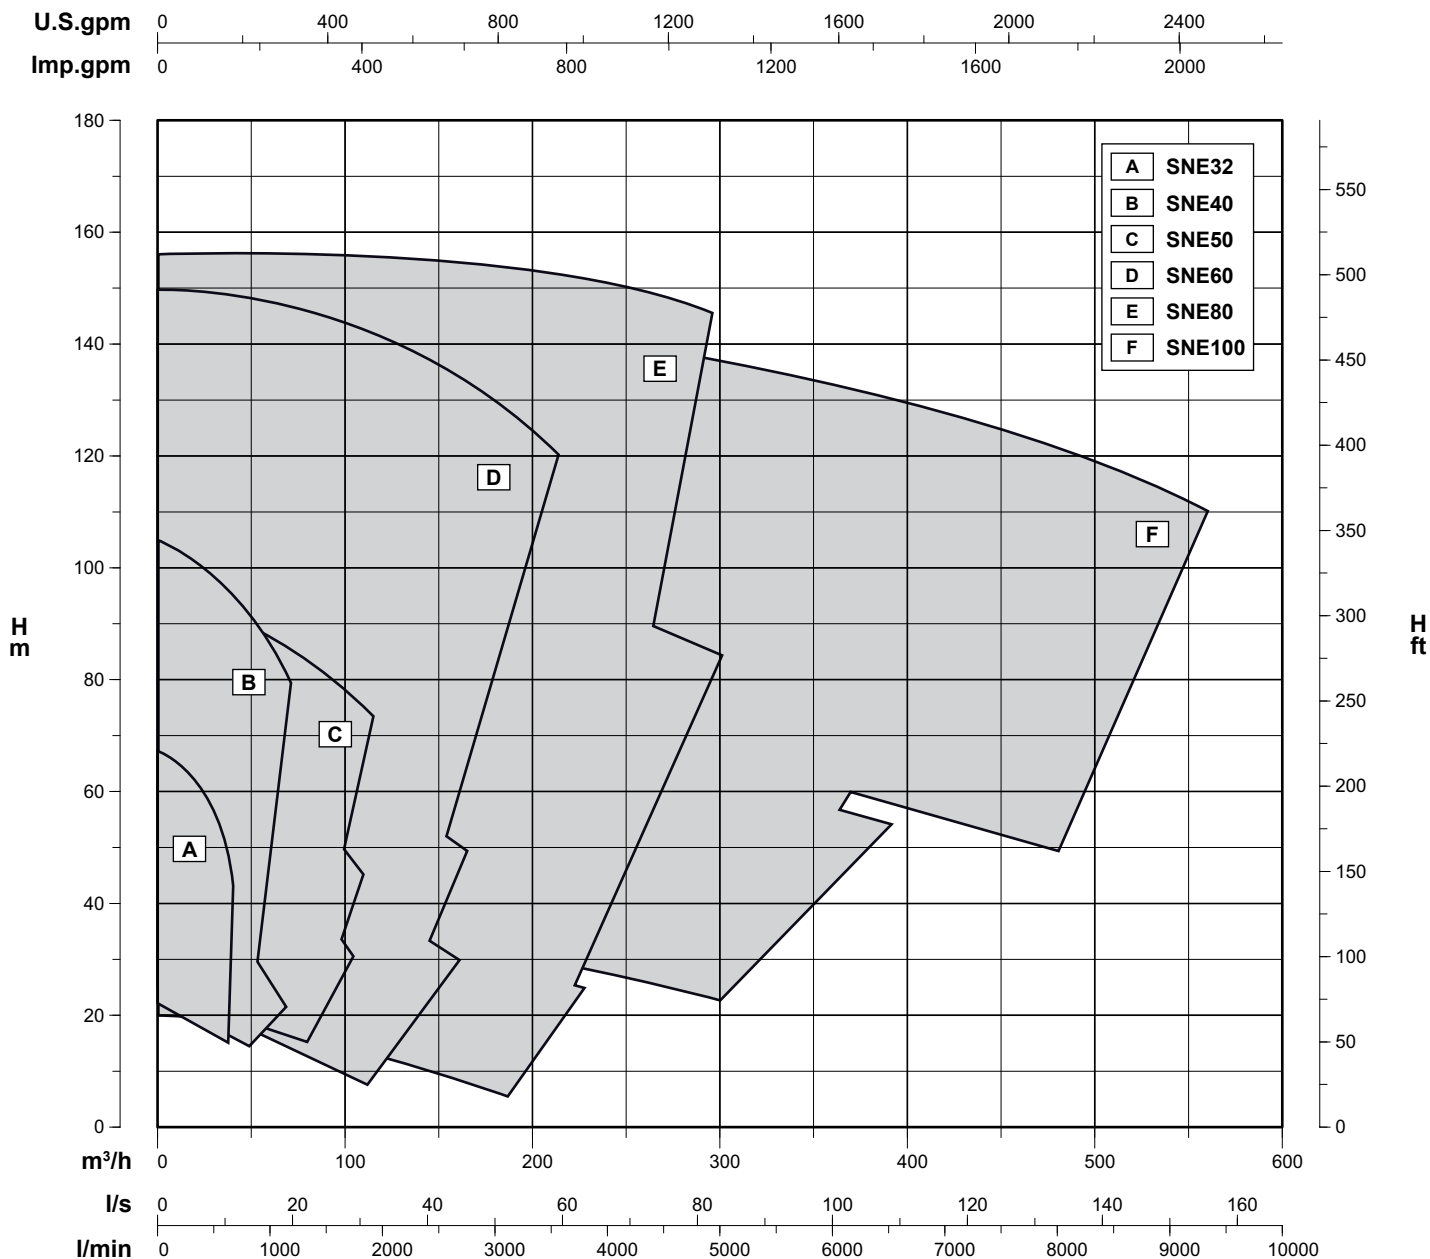 U.S.gpm 0 400 800 1200 1600 2000 2400
Imp.gpm 0 400 800 1200 1600 2000
180
160
140
120
100
80
60
40
20
0
H
m
A SNE32
B SNE40
C SNE50
D SNE60
E SNE80
F SNE100
E
D
F
B
C
A
550
500
450
400
350
300
250
200
150
100
50
0
H
ft
m³/h 0 100 200 300 400 500 600
l/s 0 20 40 60 80 100 120 140 160
l/min 0 1000 2000 3000 4000 5000 6000 7000 8000 9000 10000